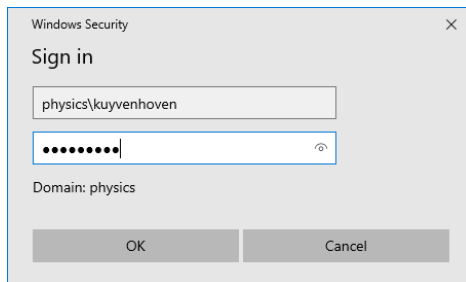 Windows Security
Sign in
physics\kuyvenhoven
•••••••••
Domain: physics
OK
Cancel